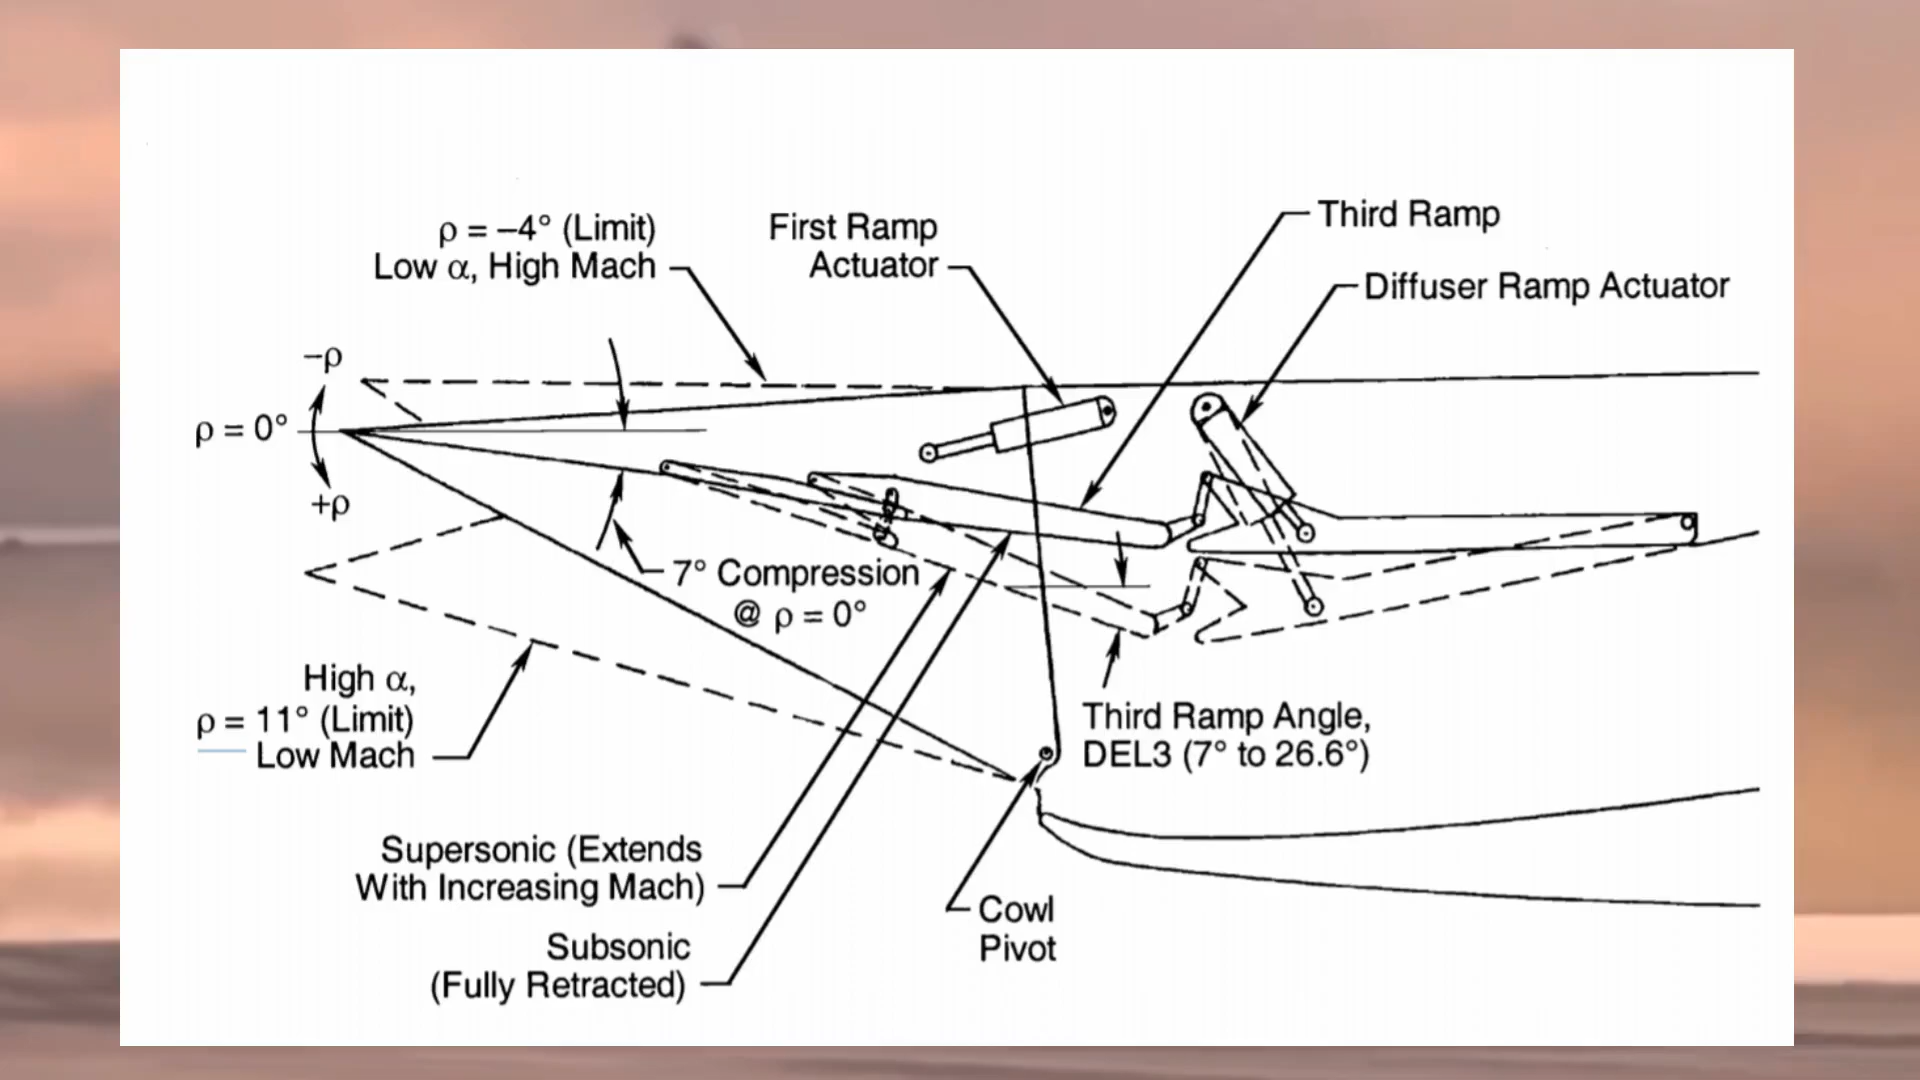 ρ = –4° (Limit)
Low α, High Mach
First Ramp
Actuator
Third Ramp
Diffuser Ramp Actuator
–ρ
ρ = 0°
+ρ
7° Compression
@ ρ = 0°
High α,
ρ = 11° (Limit)
Low Mach
Third Ramp Angle,
DEL3 (7° to 26.6°)
Supersonic (Extends
With Increasing Mach)
Subsonic
(Fully Retracted)
Cowl
Pivot